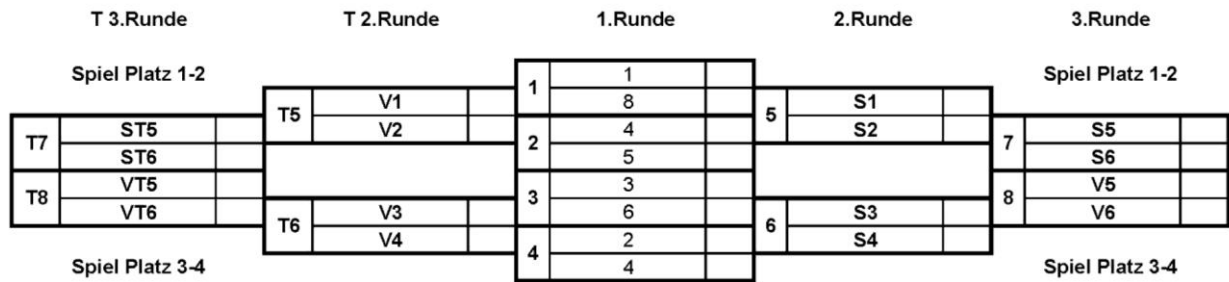 T 3.Runde T 2.Runde 1.Runde 2.Runde 3.Runde
Spiel Platz 1-2 Spiel Platz 1-2
1 1
8
T5 V1
V2
5 S1
S2
T7 ST5
ST6
2 4
5
7 S5
S6
T8 VT5
VT6
3 3
6
8 V5
V6
T6 V3
V4
6 S3
S4
4 2
4
Spiel Platz 3-4 Spiel Platz 3-4